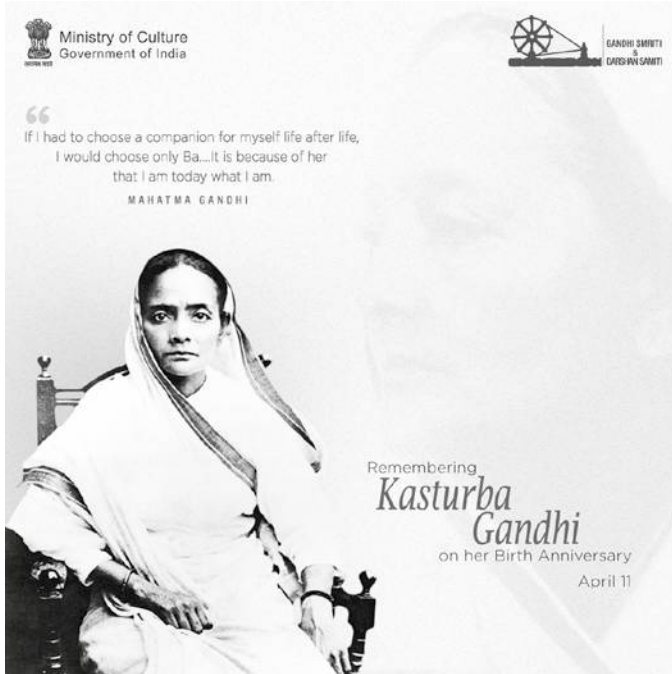 Ministry of Culture
Government of India
GANDHI SMRITI
&
DARSHAN SAMITI
“
If I had to choose a companion for myself life after life,
I would choose only Ba....It is because of her
that I am today what I am.
MAHATMA GANDHI
Remembering
Kasturba
Gandhi
on her Birth Anniversary
April 11